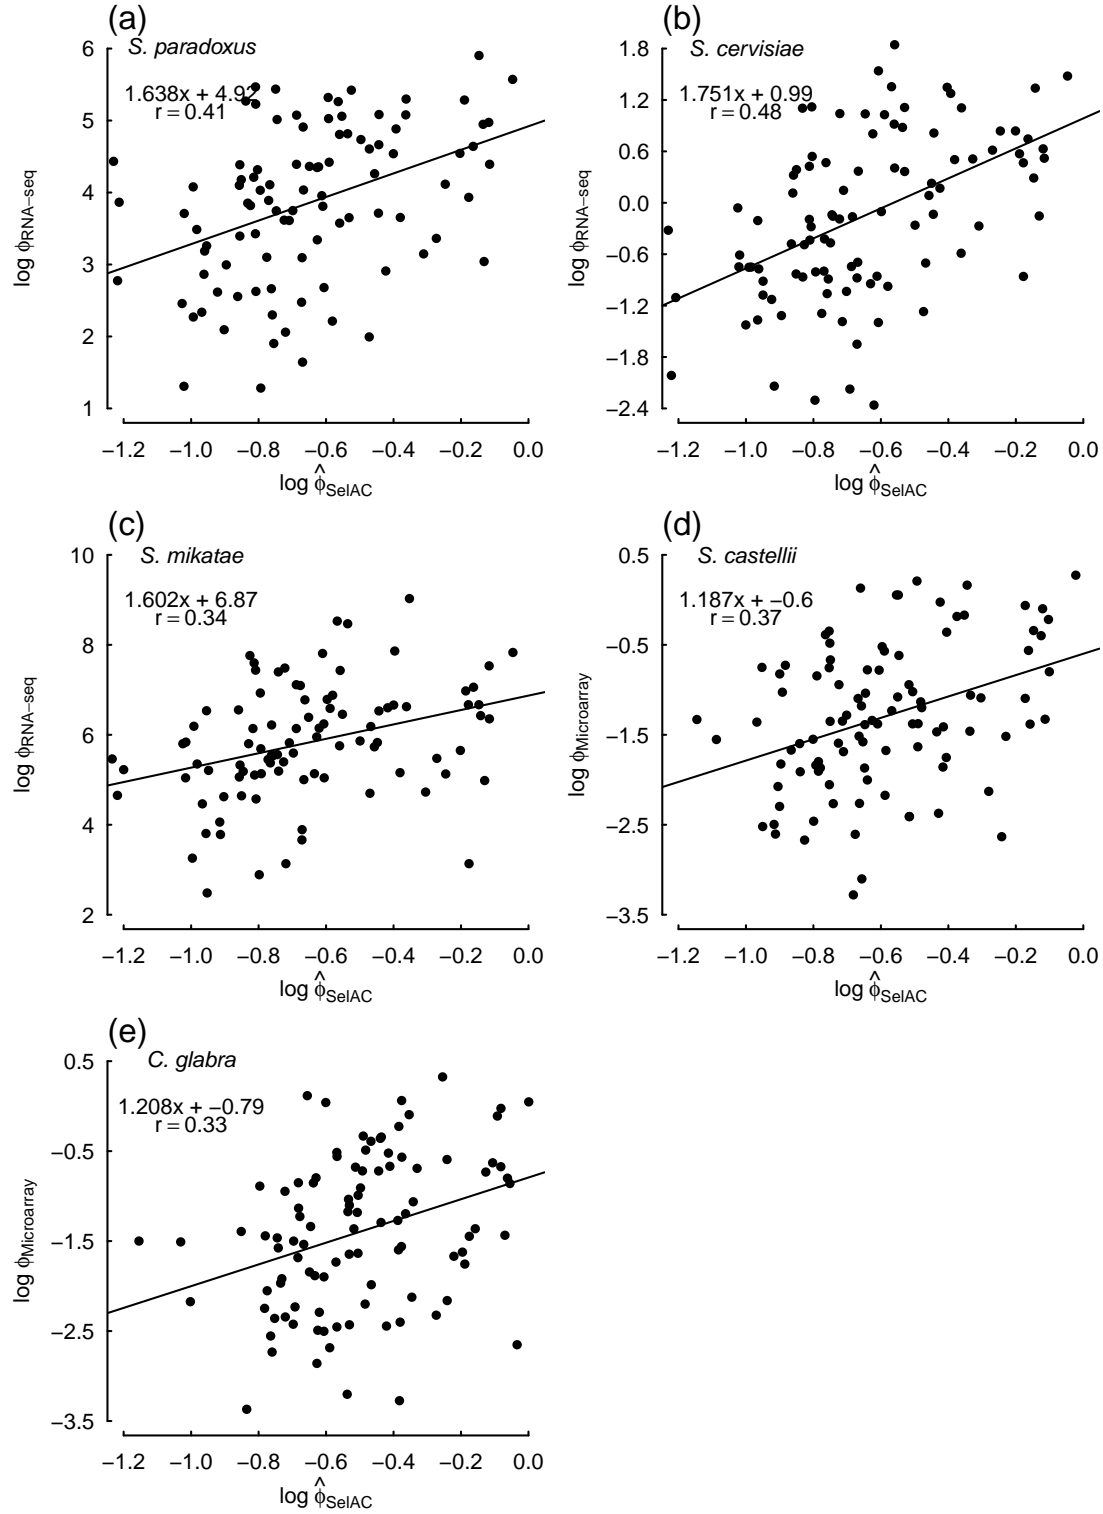 (a)
S. paradoxus
1.638x + 4.92
r = 0.41
6
5
4
3
2
1
log ϕRNA−seq
−1.2 −1.0 −0.8 −0.6 −0.4 −0.2 0.0
log ϕ̂SelAC
(b)
S. cervisiae
1.751x + 0.99
r = 0.48
1.8
1.2
0.6
0.0
−0.6
−1.2
−1.8
−2.4
log ϕRNA−seq
−1.2 −1.0 −0.8 −0.6 −0.4 −0.2 0.0
log ϕ̂SelAC
(c)
S. mikatae
1.602x + 6.87
r = 0.34
10
8
6
4
2
log ϕRNA−seq
−1.2 −1.0 −0.8 −0.6 −0.4 −0.2 0.0
log ϕ̂SelAC
(d)
S. castellii
1.187x + −0.6
r = 0.37
0.5
−0.5
−1.5
−2.5
−3.5
log ϕMicroarray
−1.2 −1.0 −0.8 −0.6 −0.4 −0.2 0.0
log ϕ̂SelAC
(e)
C. glabra
1.208x + −0.79
r = 0.33
0.5
−0.5
−1.5
−2.5
−3.5
log ϕMicroarray
−1.2 −1.0 −0.8 −0.6 −0.4 −0.2 0.0
log ϕ̂SelAC